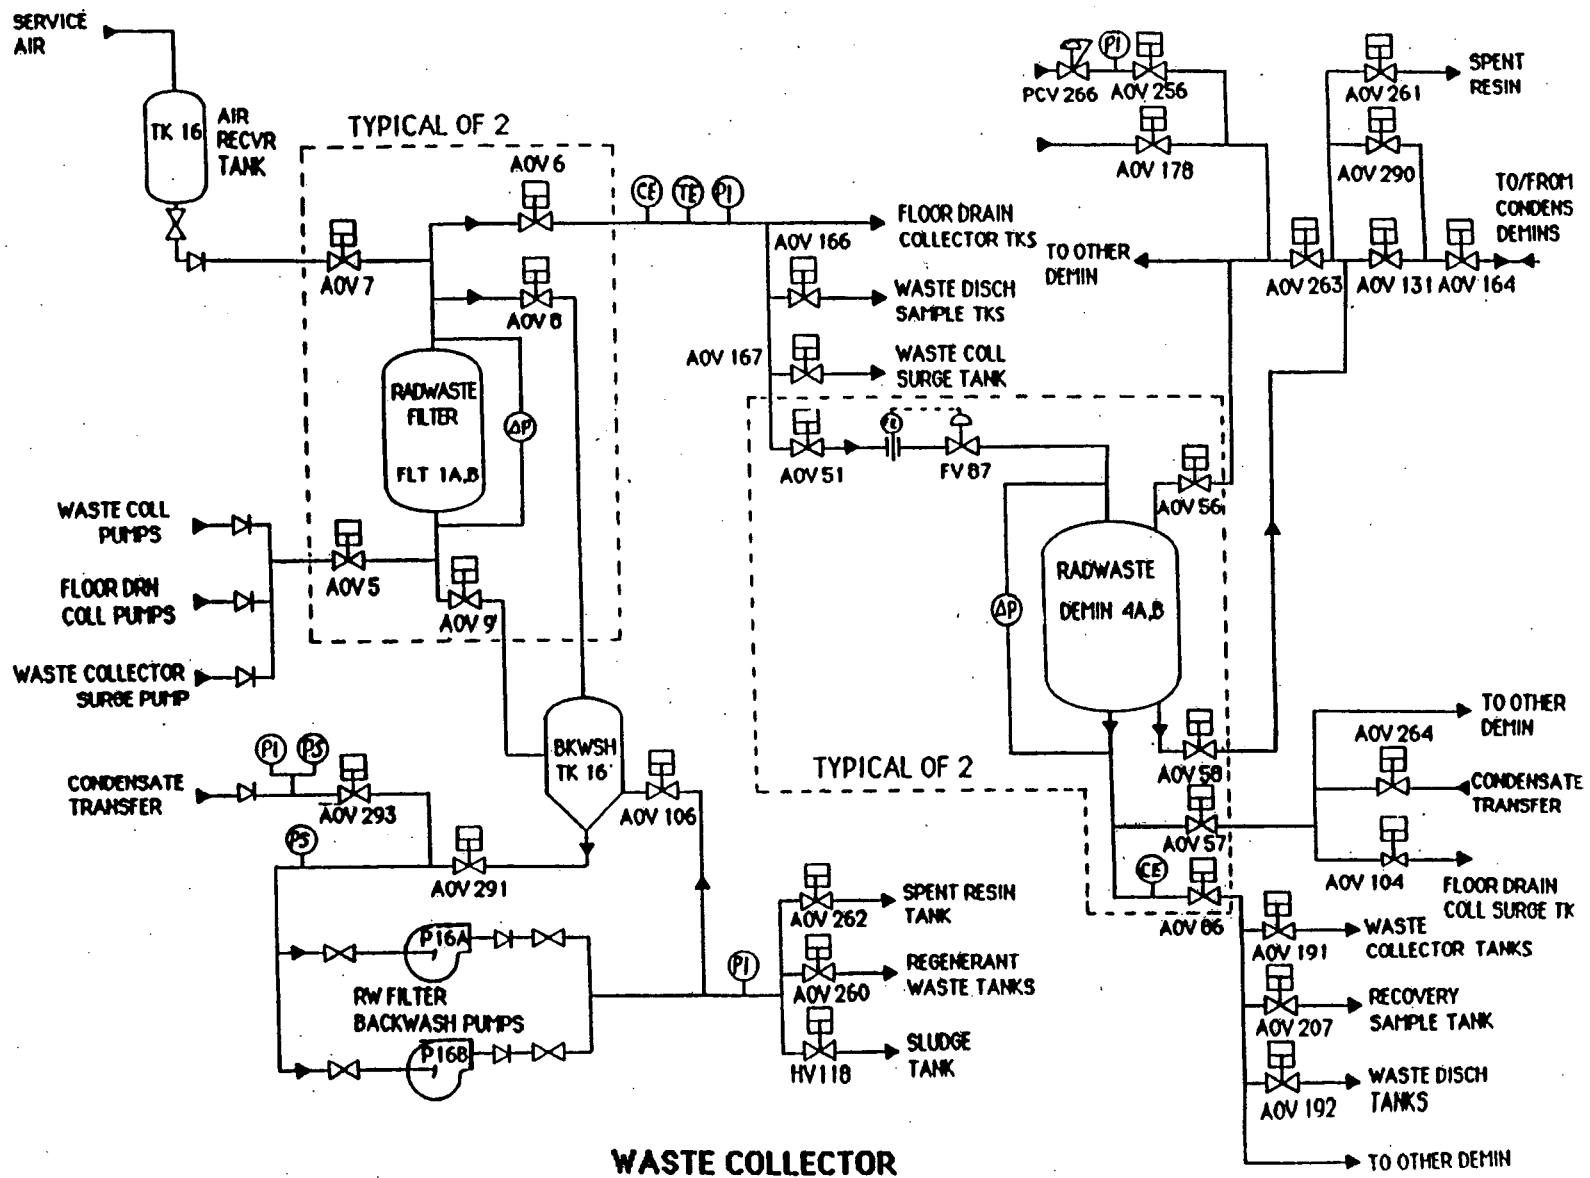 SERVICE
AIR
TK 16
AIR
RECVR
TANK
TYPICAL OF 2
AOV 6
AOV 7
AOV 8
CE
TE
PI
RADWASTE
FILTER
FLT 1A,B
ΔP
WASTE COLL
PUMPS
FLOOR DRN
COLL PUMPS
WASTE COLLECTOR
SURGE PUMP
AOV 5
AOV 9
FLOOR DRAIN
COLLECTOR TKS
AOV 166
WASTE DISCH
SAMPLE TKS
AOV 167
WASTE COLL
SURGE TANK
AOV 51
FV 87
PCV 266
PI
AOV 256
AOV 178
AOV 261
SPENT
RESIN
AOV 290
TO/FROM
CONDENS
DEMINS
TO OTHER
DEMIN
AOV 263
AOV 131
AOV 164
AOV 56
RADWASTE
DEMIN 4A,B
ΔP
TYPICAL OF 2
AOV 58
AOV 57
CE
AOV 86
TO OTHER
DEMIN
AOV 264
CONDENSATE
TRANSFER
AOV 104
FLOOR DRAIN
COLL SURGE TK
AOV 191
WASTE
COLLECTOR TANKS
AOV 207
RECOVERY
SAMPLE TANK
AOV 192
WASTE DISCH
TANKS
TO OTHER DEMIN
BKWSH
TK 16
AOV 106
PI
PS
CONDENSATE
TRANSFER
AOV 293
PS
AOV 291
P16A
RW FILTER
BACKWASH PUMPS
P16B
PI
AOV 262
SPENT RESIN
TANK
AOV 260
REGENERANT
WASTE TANKS
HV118
SLUDGE
TANK
WASTE COLLECTOR